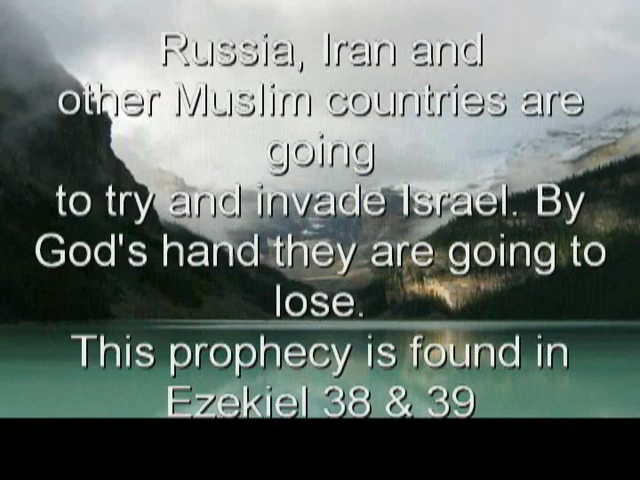 Russia, Iran and
other Muslim countries are
going
to try and invade Israel. By
God's hand they are going to
lose.
This prophecy is found in
Ezekiel 38 & 39